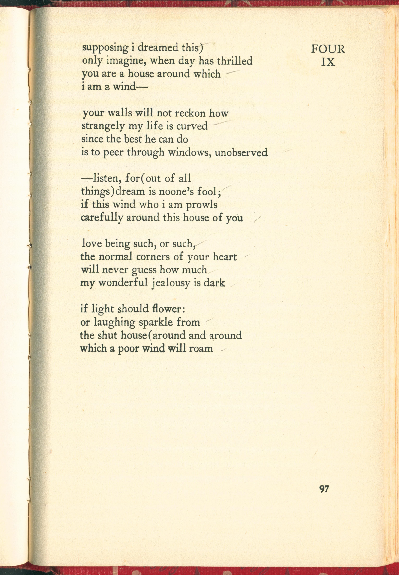 supposing i dreamed this)
only imagine, when day has thrilled
you are a house around which
i am a wind—
your walls will not reckon how
strangely my life is curved
since the best he can do
is to peer through windows, unobserved
—listen, for(out of all
things)dream is noone's fool;
if this wind who i am prowls
carefully around this house of you
love being such, or such,
the normal corners of your heart
will never guess how much
my wonderful jealousy is dark
if light should flower:
or laughing sparkle from
the shut house(around and around
which a poor wind will roam
FOUR
IX
97